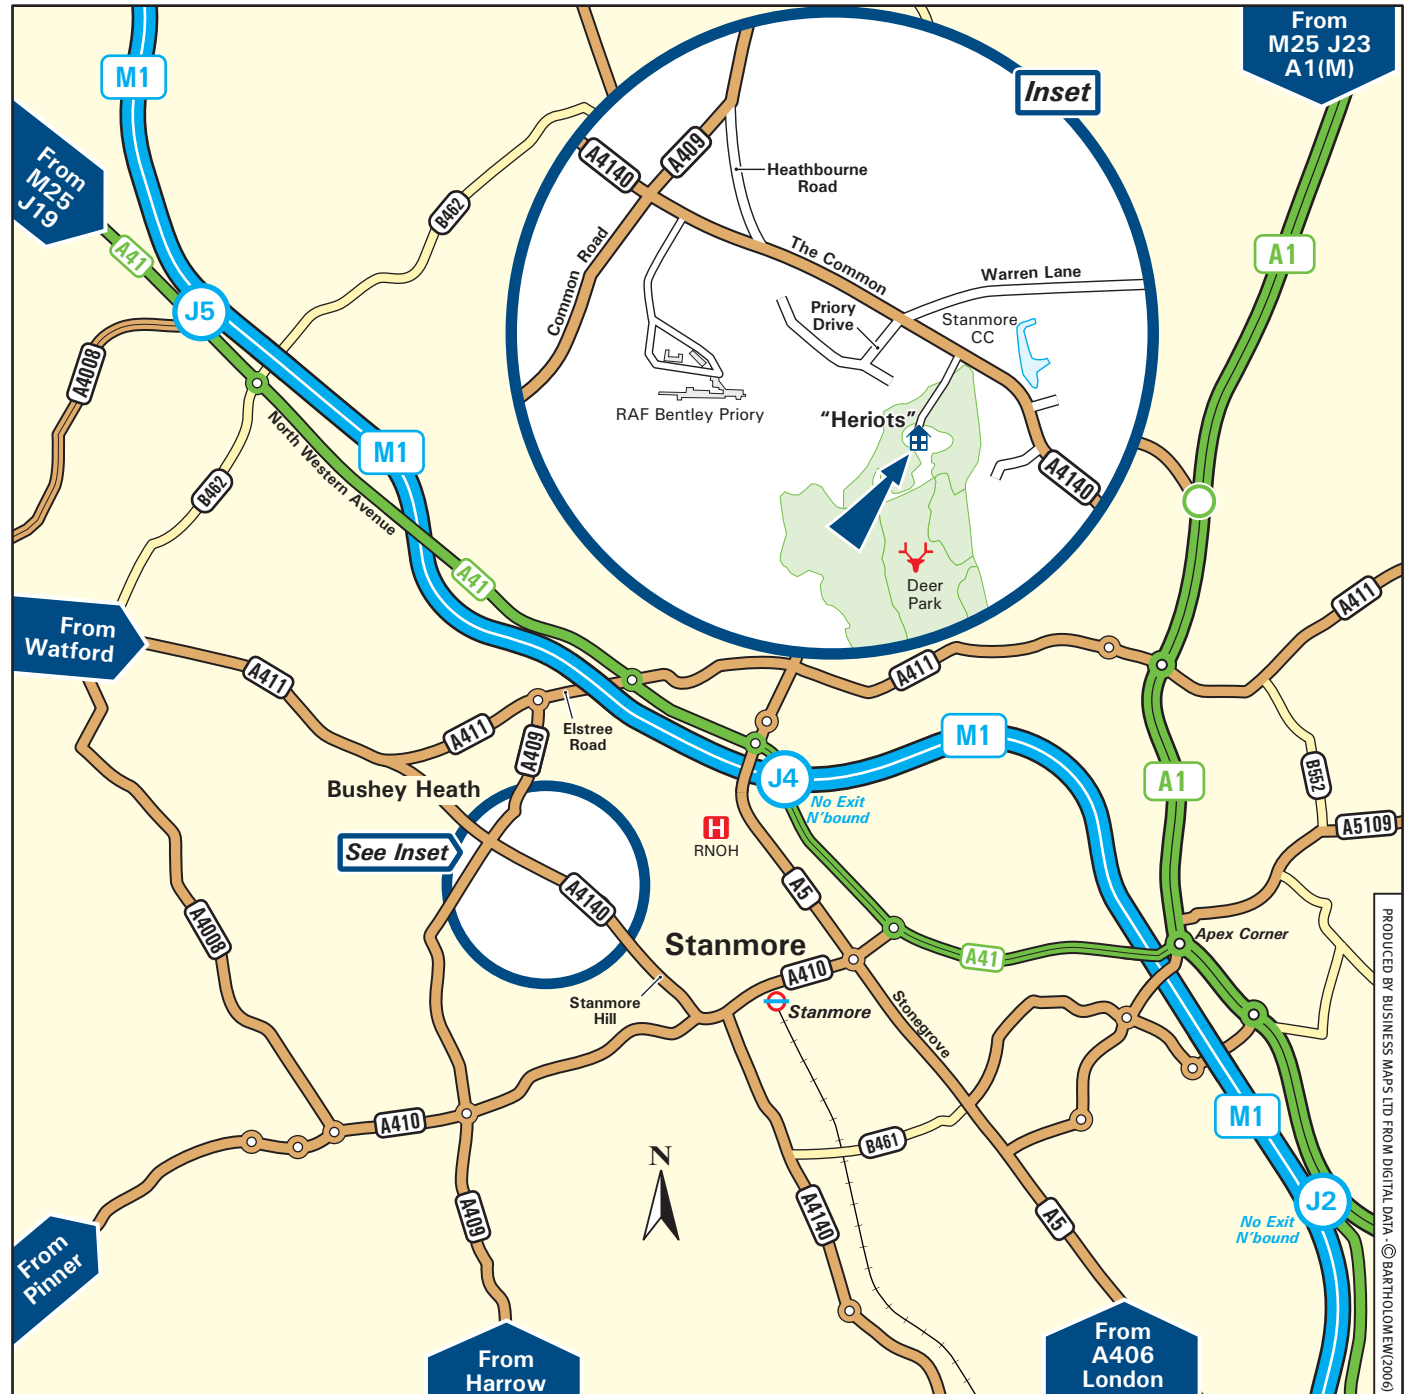 From
M25 J23
A1(M)
M1
Inset
A4140
A409
From
M25
J19
Heathbourne
Road
B462
A41
Common Road
The Common
Warren Lane
A1
J5
Priory
Drive
Stanmore
CC
A4008
RAF Bentley Priory
"Heriots"
North Western Avenue
M1
B462
A4140
A41
Deer
Park
A411
From
Watford
A411
A411
A411
Elstree
Road
A409
M1
J4
No Exit
N'bound
A1
B552
A5109
Bushey Heath
See Inset
H
RNOH
A5
A4140
A4008
Stanmore
Apex Corner
A410
A41
Stanmore
Hill
Stanmore
Stonegrove
A410
B461
M1
N
A409
A4140
A5
J2
No Exit
N'bound
From
Pinner
From
Harrow
From
A406
London
PRODUCED BY BUSINESS MAPS LTD FROM DIGITAL DATA - © BARTHOLOMEW(2006)